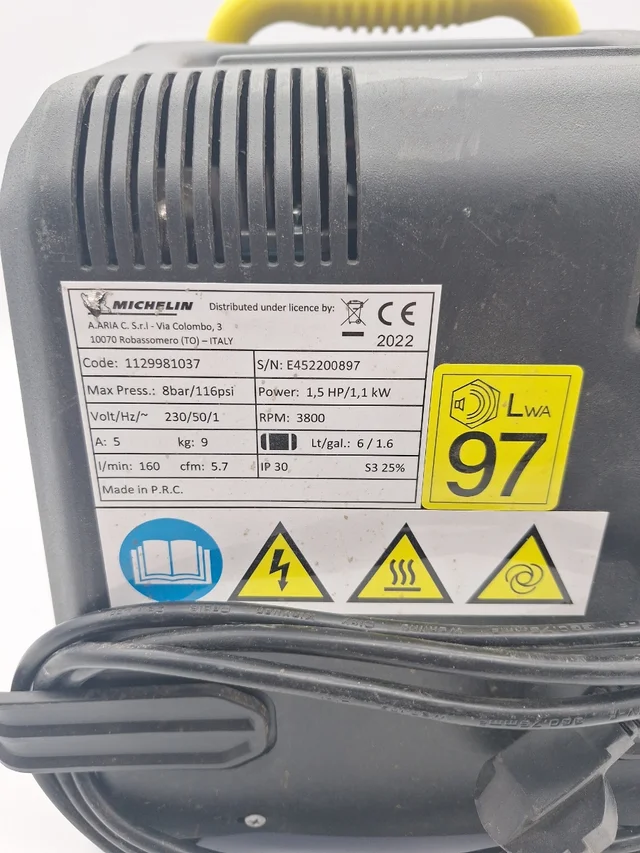 MICHELIN Distributed under licence by: CE
A.ARIA C. S.r.l - Via Colombo, 3
10070 Robassomero (TO) – ITALY 2022
Code: 1129981037 S/N: E452200897
Max Press.: 8bar/116psi Power: 1,5 HP/1,1 kW
Volt/Hz/~ 230/50/1 RPM: 3800
A: 5 kg: 9 Lt/gal.: 6 / 1.6
l/min: 160 cfm: 5.7 IP 30 S3 25%
Made in P.R.C.
LWA
97